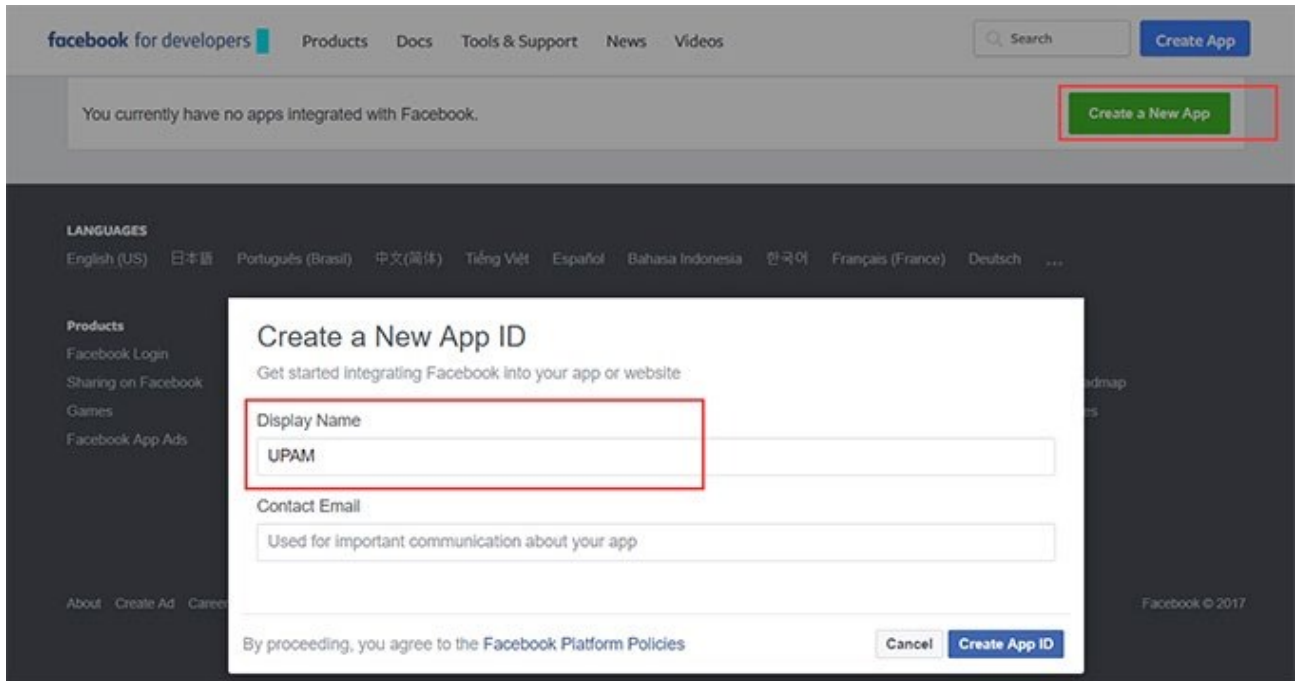 facebook for developers Products Docs Tools & Support News Videos Search Create App
You currently have no apps integrated with Facebook. Create a New App
LANGUAGES
English (US) 日本語 Português (Brasil) 中文(简体) Tiếng Việt Español Bahasa Indonesia 한국어 Français (France) Deutsch ...
Products
Facebook Login
Sharing on Facebook
Games
Facebook App Ads
Create a New App ID
Get started integrating Facebook into your app or website
Display Name
UPAM
Contact Email
Used for important communication about your app
By proceeding, you agree to the Facebook Platform Policies Cancel Create App ID
About Create Ad Career
Facebook © 2017